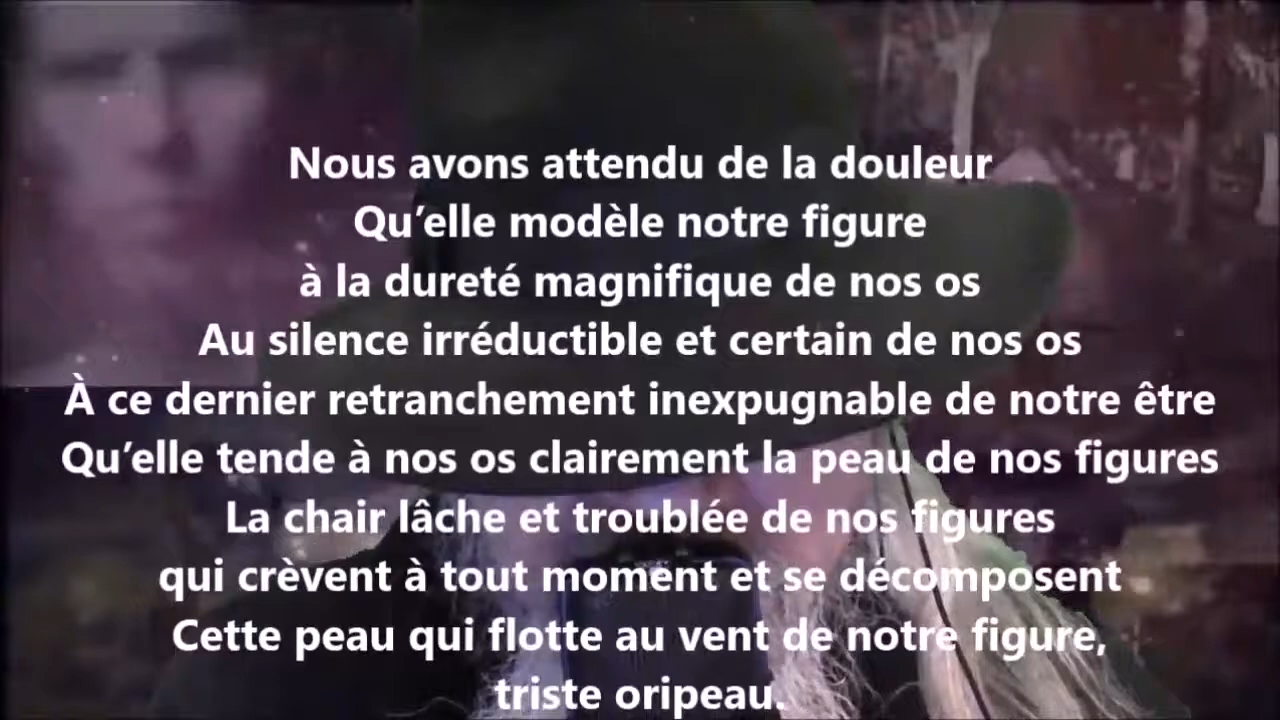 Nous avons attendu de la douleur
Qu’elle modèle notre figure
à la dureté magnifique de nos os
Au silence irréductible et certain de nos os
À ce dernier retranchement inexpugnable de notre être
Qu’elle tende à nos os clairement la peau de nos figures
La chair lâche et troublée de nos figures
qui crèvent à tout moment et se décomposent
Cette peau qui flotte au vent de notre figure,
triste oripeau.